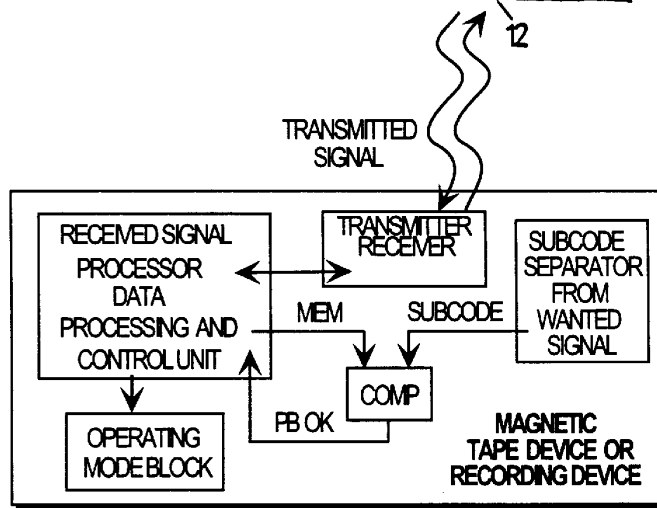 12
TRANSMITTED
SIGNAL
RECEIVED SIGNAL
PROCESSOR
DATA
PROCESSING AND
CONTROL UNIT
TRANSMITTER
RECEIVER
SUBCODE
SEPARATOR
FROM
WANTED
SIGNAL
MEM
SUBCODE
COMP
PB OK
OPERATING
MODE BLOCK
MAGNETIC
TAPE DEVICE OR
RECORDING DEVICE